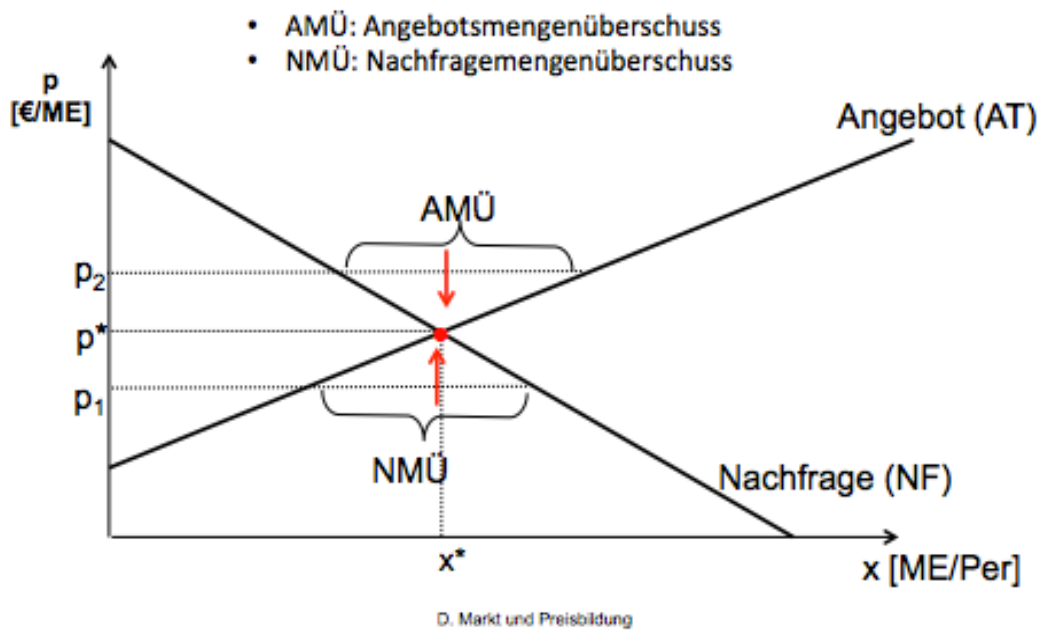 • AMÜ: Angebotsmengenüberschuss
• NMÜ: Nachfragemengenüberschuss
p
[€/ME]
Angebot (AT)
AMÜ
p₂
p*
p₁
NMÜ
Nachfrage (NF)
x*
x [ME/Per]
D. Markt und Preisbildung